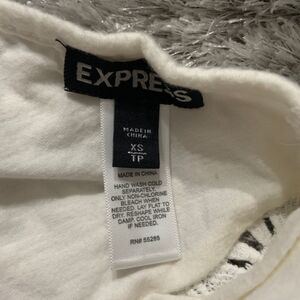 EXPRESS
MADE IN
CHINA
XS
TP
MADE IN CHINA
HAND WASH COLD
SEPARATELY.
ONLY NON-CHLORINE
BLEACH WHEN
NEEDED. LAY FLAT TO
DRY. RESHAPE WHILE
DAMP. COOL IRON
IF NEEDED.
RN# 55285